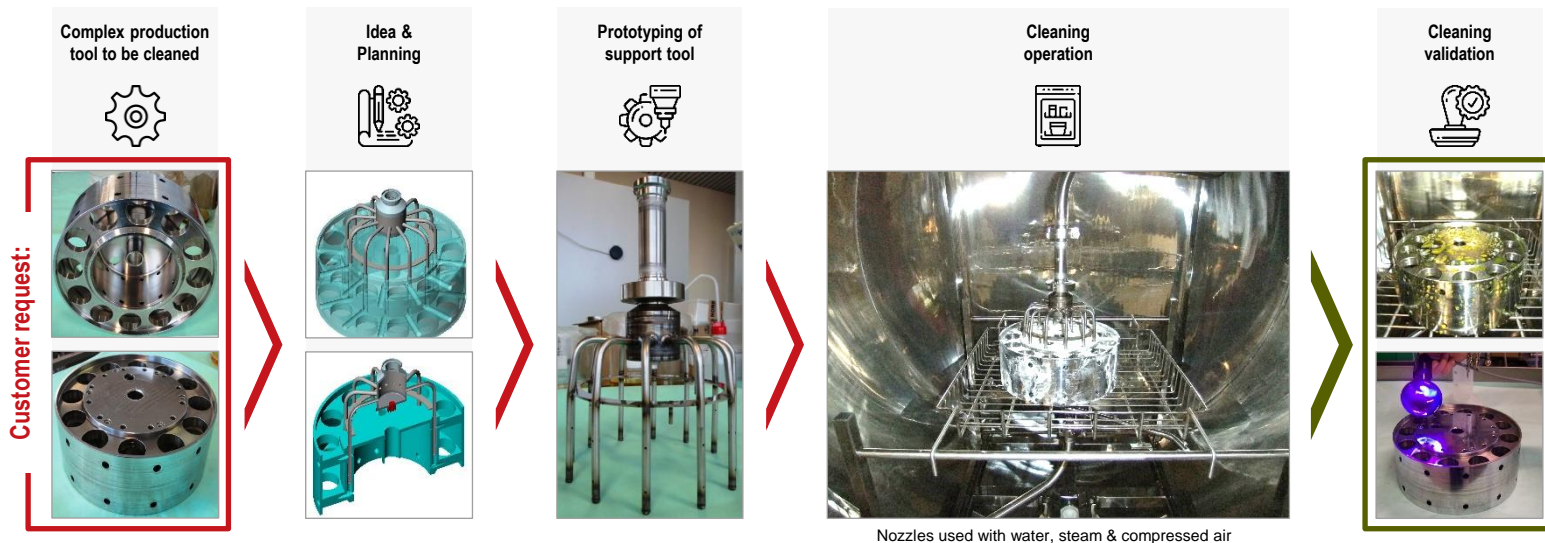 Complex production
tool to be cleaned
Idea &
Planning
Prototyping of
support tool
Cleaning
operation
Cleaning
validation
Customer request:
Nozzles used with water, steam & compressed air